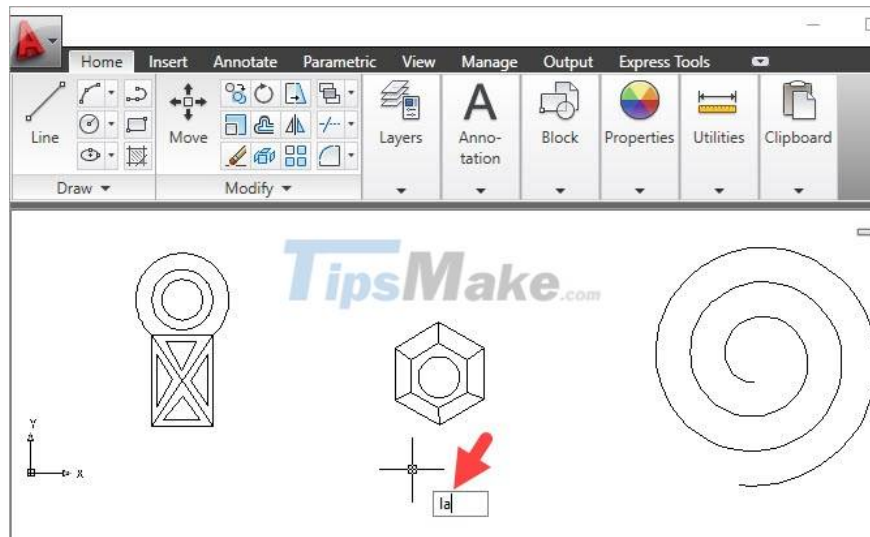 Home Insert Annotate Parametric View Manage Output Express Tools
Line
Move
Layers
Anno-
tation
Block
Properties
Utilities
Clipboard
Draw
Modify
TipsMake.com
Y
X
la